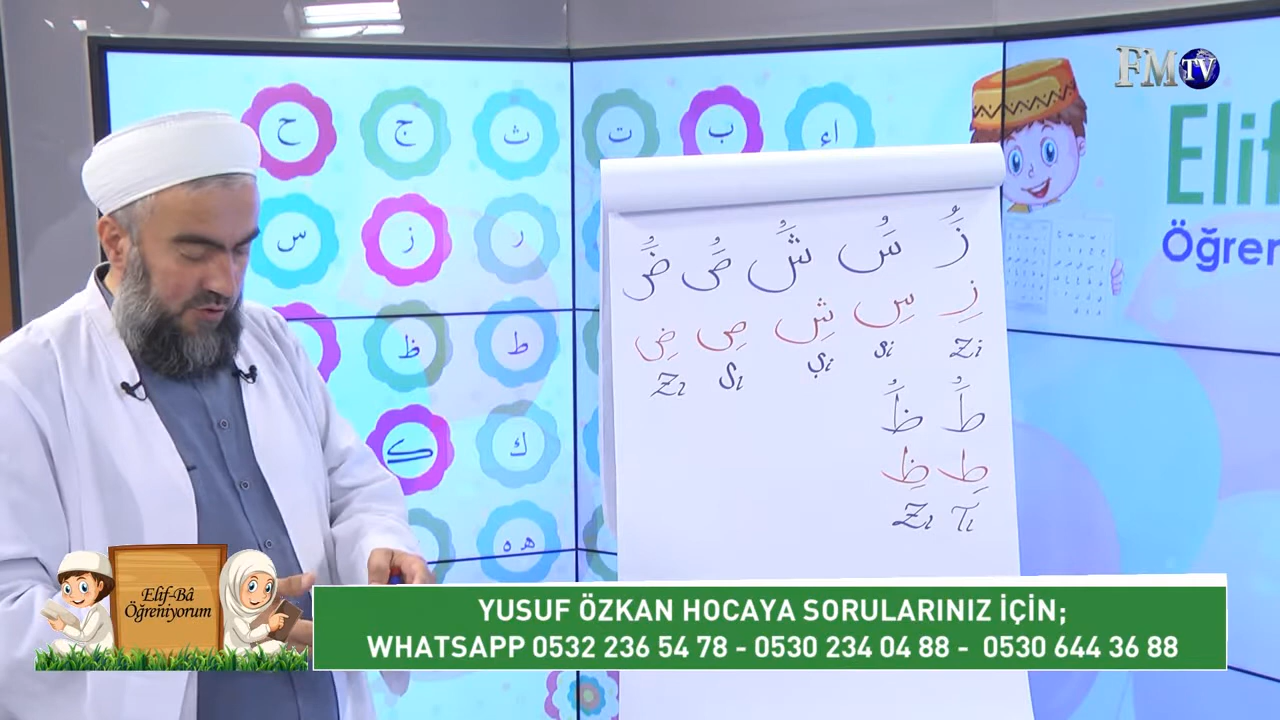 FM TV
ح ج ث ت ب اء
Elif
Öğren
س ز ر
ظ ط
ک ك
ه ه
زَ سَ شَ صَ ضَ
زِ سِ شِ صِ ضِ
Zi si şi Sı Zı
طَ ظَ
طِ ظِ
Tı Zı
Elif-Bâ
Öğreniyorum
YUSUF ÖZKAN HOCAYA SORULARINIZ İÇİN;
WHATSAPP 0532 236 54 78 - 0530 234 04 88 - 0530 644 36 88